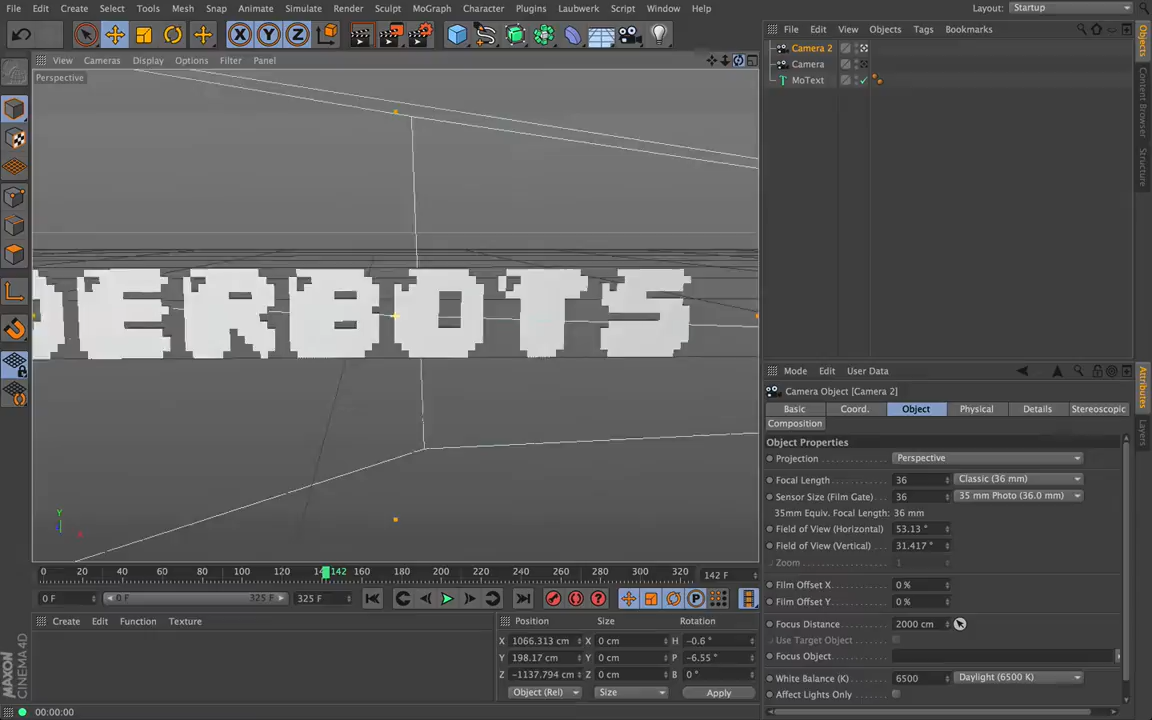 File Edit Create Select Tools Mesh Snap Animate Simulate Render Sculpt MoGraph Character Plugins Laubwerk Script Window Help Layout: Startup
View Cameras Display Options Filter Panel
Perspective
ERBOTS
Y
0 20 40 60 80 100 120 142 160 180 200 220 240 260 280 300 320 142 F
0 F 0 F 325 F 325 F
Create Edit Function Texture
Position Size Rotation
X 1066.313 cm X 0 cm H -0.6 °
Y 198.17 cm Y 0 cm P -6.55 °
Z -1137.794 cm Z 0 cm B 0 °
Object (Rel) Size Apply
00:00:00
MAXON
CINEMA4D
File Edit View Objects Tags Bookmarks
Camera 2
Camera
MoText
Objects
Content Browser
Structure
Mode Edit User Data
Camera Object [Camera 2]
Basic Coord. Object Physical Details Stereoscopic
Composition
Object Properties
Projection Perspective
Focal Length 36 Classic (36 mm)
Sensor Size (Film Gate) 36 35 mm Photo (36.0 mm)
35mm Equiv. Focal Length: 36 mm
Field of View (Horizontal) 53.13 °
Field of View (Vertical) 31.417 °
Zoom 1
Film Offset X 0 %
Film Offset Y 0 %
Focus Distance 2000 cm
Use Target Object
Focus Object
White Balance (K) 6500 Daylight (6500 K)
Affect Lights Only
Attributes
Layers